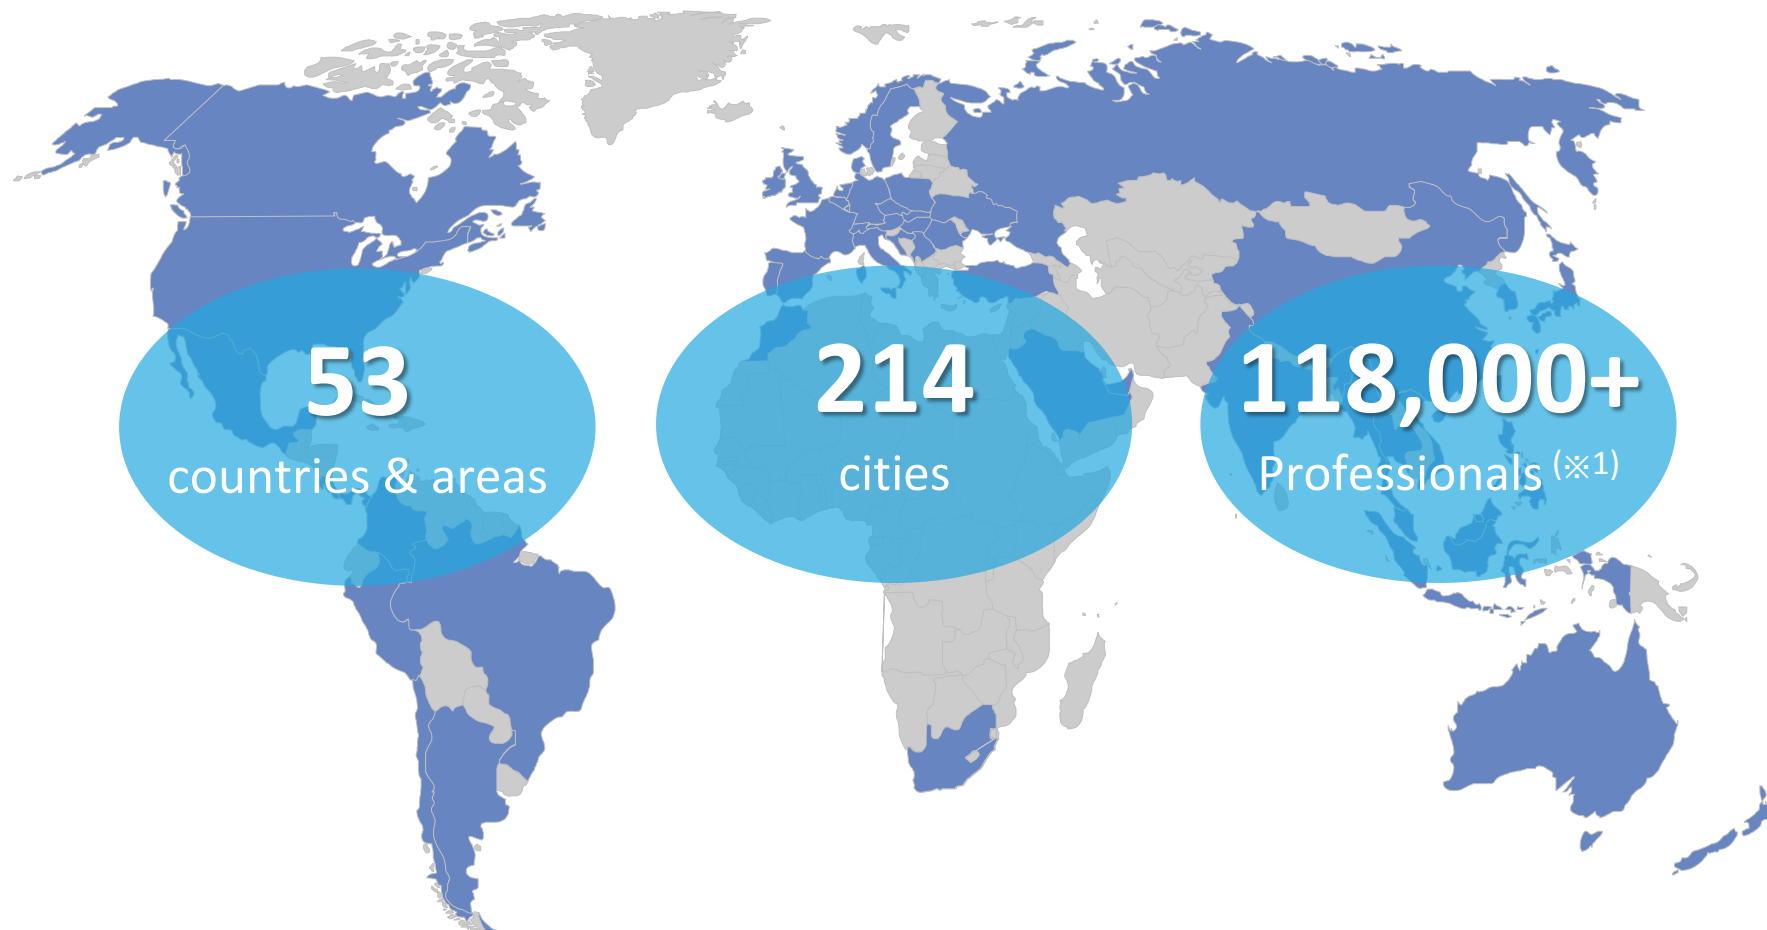 53
countries & areas
214
cities
118,000+
Professionals (※1)